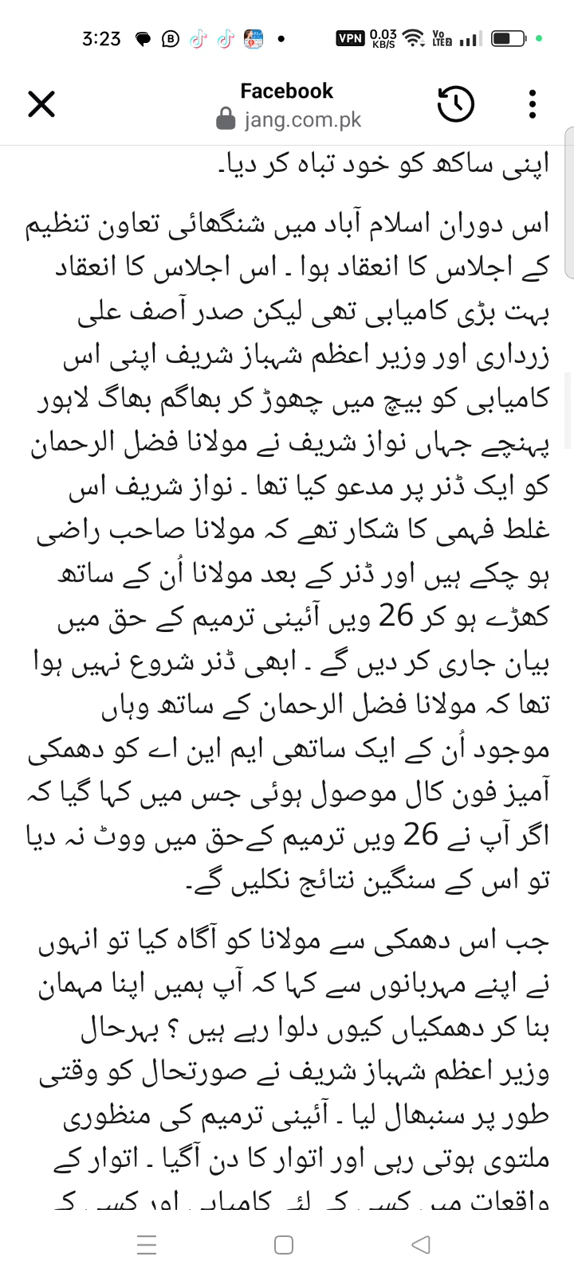 3:23
VPN 0.03 KB/S Vo LTE2
Facebook
jang.com.pk
اپنی ساکھ کو خود تباہ کر دیا۔
اس دوران اسلام آباد میں شنگھائی تعاون تنظیم
کے اجلاس کا انعقاد ہوا ۔ اس اجلاس کا انعقاد
بہت بڑی کامیابی تھی لیکن صدر آصف علی
زرداری اور وزیر اعظم شہباز شریف اپنی اس
کامیابی کو بیچ میں چھوڑ کر بھاگم بھاگ لاہور
پہنچے جہاں نواز شریف نے مولانا فضل الرحمان
کو ایک ڈنر پر مدعو کیا تھا ۔ نواز شریف اس
غلط فہمی کا شکار تھے کہ مولانا صاحب راضی
ہو چکے ہیں اور ڈنر کے بعد مولانا اُن کے ساتھ
کھڑے ہو کر 26 ویں آئینی ترمیم کے حق میں
بیان جاری کر دیں گے ۔ ابھی ڈنر شروع نہیں ہوا
تھا کہ مولانا فضل الرحمان کے ساتھ وہاں
موجود اُن کے ایک ساتھی ایم این اے کو دھمکی
آمیز فون کال موصول ہوئی جس میں کہا گیا کہ
اگر آپ نے 26 ویں ترمیم کےحق میں ووٹ نہ دیا
تو اس کے سنگین نتائج نکلیں گے۔
جب اس دھمکی سے مولانا کو آگاہ کیا تو انہوں
نے اپنے مہربانوں سے کہا کہ آپ ہمیں اپنا مہمان
بنا کر دھمکیاں کیوں دلوا رہے ہیں ؟ بہرحال
وزیر اعظم شہباز شریف نے صورتحال کو وقتی
طور پر سنبھال لیا ۔ آئینی ترمیم کی منظوری
ملتوی ہوتی رہی اور اتوار کا دن آگیا ۔ اتوار کے
واقعات میں کسی کے لئے کامیابی اور کسی کے